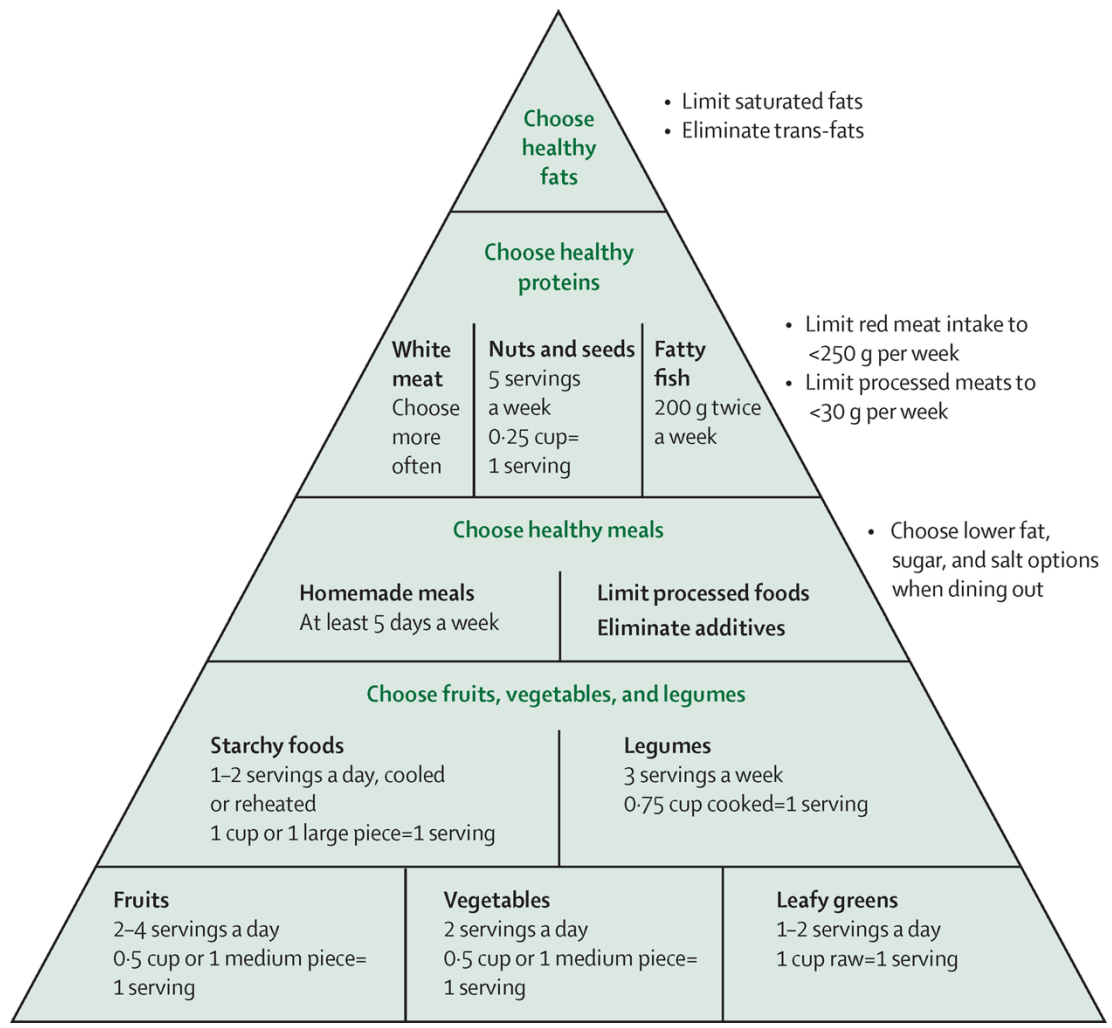 Choose
healthy
fats
• Limit saturated fats
• Eliminate trans-fats
Choose healthy
proteins
White
meat
Choose
more
often
Nuts and seeds
5 servings
a week
0·25 cup=
1 serving
Fatty
fish
200 g twice
a week
• Limit red meat intake to
<250 g per week
• Limit processed meats to
<30 g per week
Choose healthy meals
Homemade meals
At least 5 days a week
Limit processed foods
Eliminate additives
• Choose lower fat,
sugar, and salt options
when dining out
Choose fruits, vegetables, and legumes
Starchy foods
1–2 servings a day, cooled
or reheated
1 cup or 1 large piece=1 serving
Legumes
3 servings a week
0·75 cup cooked=1 serving
Fruits
2–4 servings a day
0·5 cup or 1 medium piece=
1 serving
Vegetables
2 servings a day
0·5 cup or 1 medium piece=
1 serving
Leafy greens
1–2 servings a day
1 cup raw=1 serving